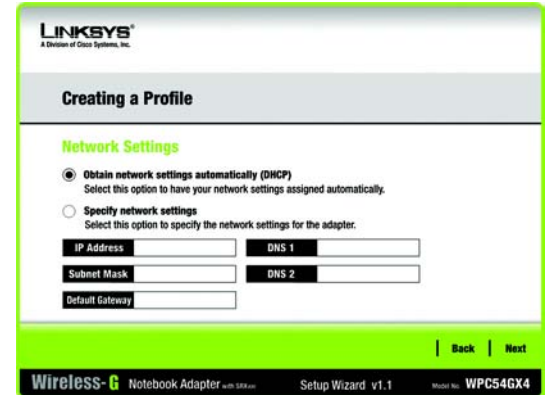 LINKSYS®
A Division of Cisco Systems, Inc.
Creating a Profile
Network Settings
Obtain network settings automatically (DHCP)
Select this option to have your network settings assigned automatically.
Specify network settings
Select this option to specify the network settings for the adapter.
IP Address DNS 1
Subnet Mask DNS 2
Default Gateway
Back Next
Wireless-G Notebook Adapter with SRX400 Setup Wizard v1.1 Model No. WPC54GX4